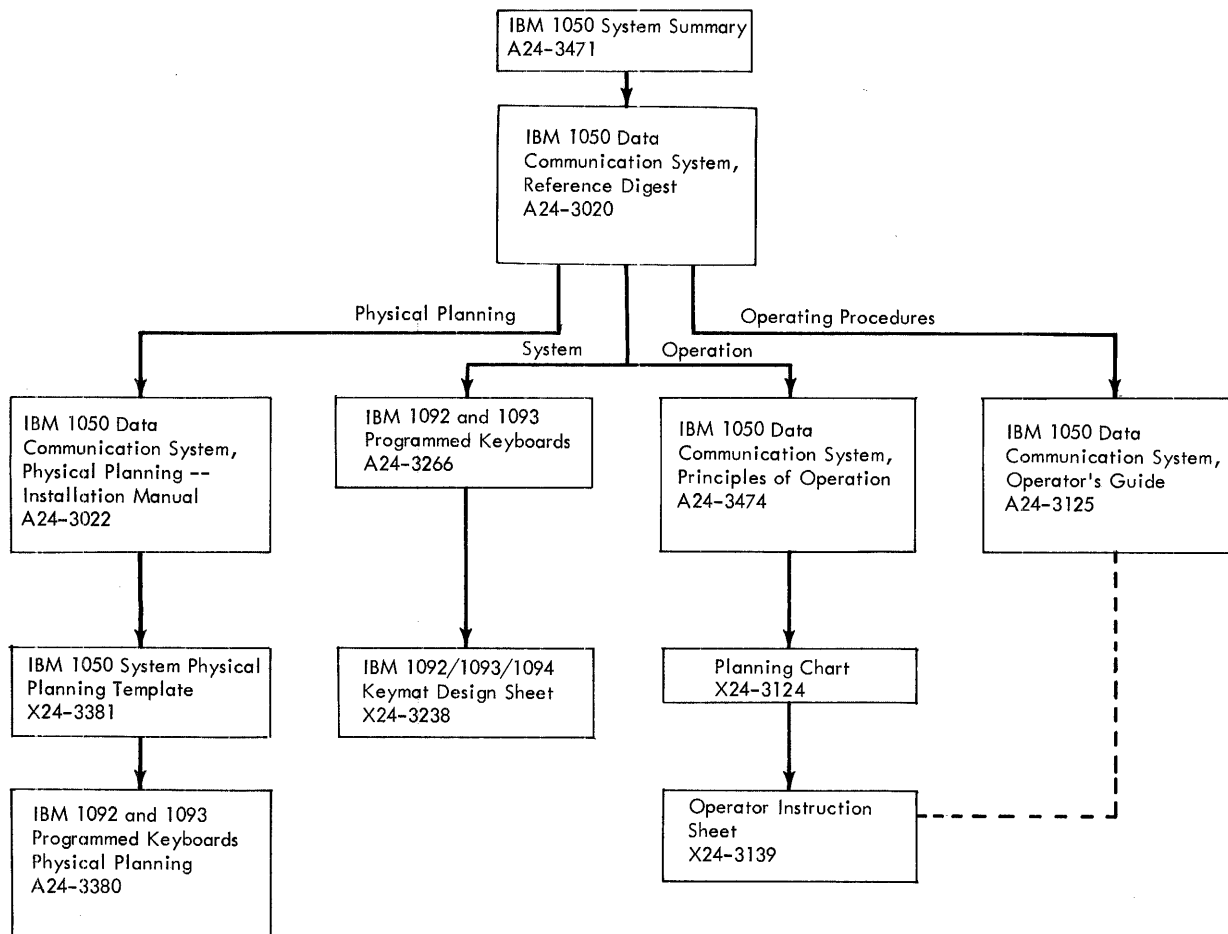 IBM 1050 System Summary
A24-3471
IBM 1050 Data
Communication System,
Reference Digest
A24-3020
Physical Planning
Operating Procedures
System Operation
IBM 1050 Data
Communication System,
Physical Planning --
Installation Manual
A24-3022
IBM 1092 and 1093
Programmed Keyboards
A24-3266
IBM 1050 Data
Communication System,
Principles of Operation
A24-3474
IBM 1050 Data
Communication System,
Operator's Guide
A24-3125
IBM 1050 System Physical
Planning Template
X24-3381
IBM 1092/1093/1094
Keymat Design Sheet
X24-3238
Planning Chart
X24-3124
IBM 1092 and 1093
Programmed Keyboards
Physical Planning
A24-3380
Operator Instruction
Sheet
X24-3139